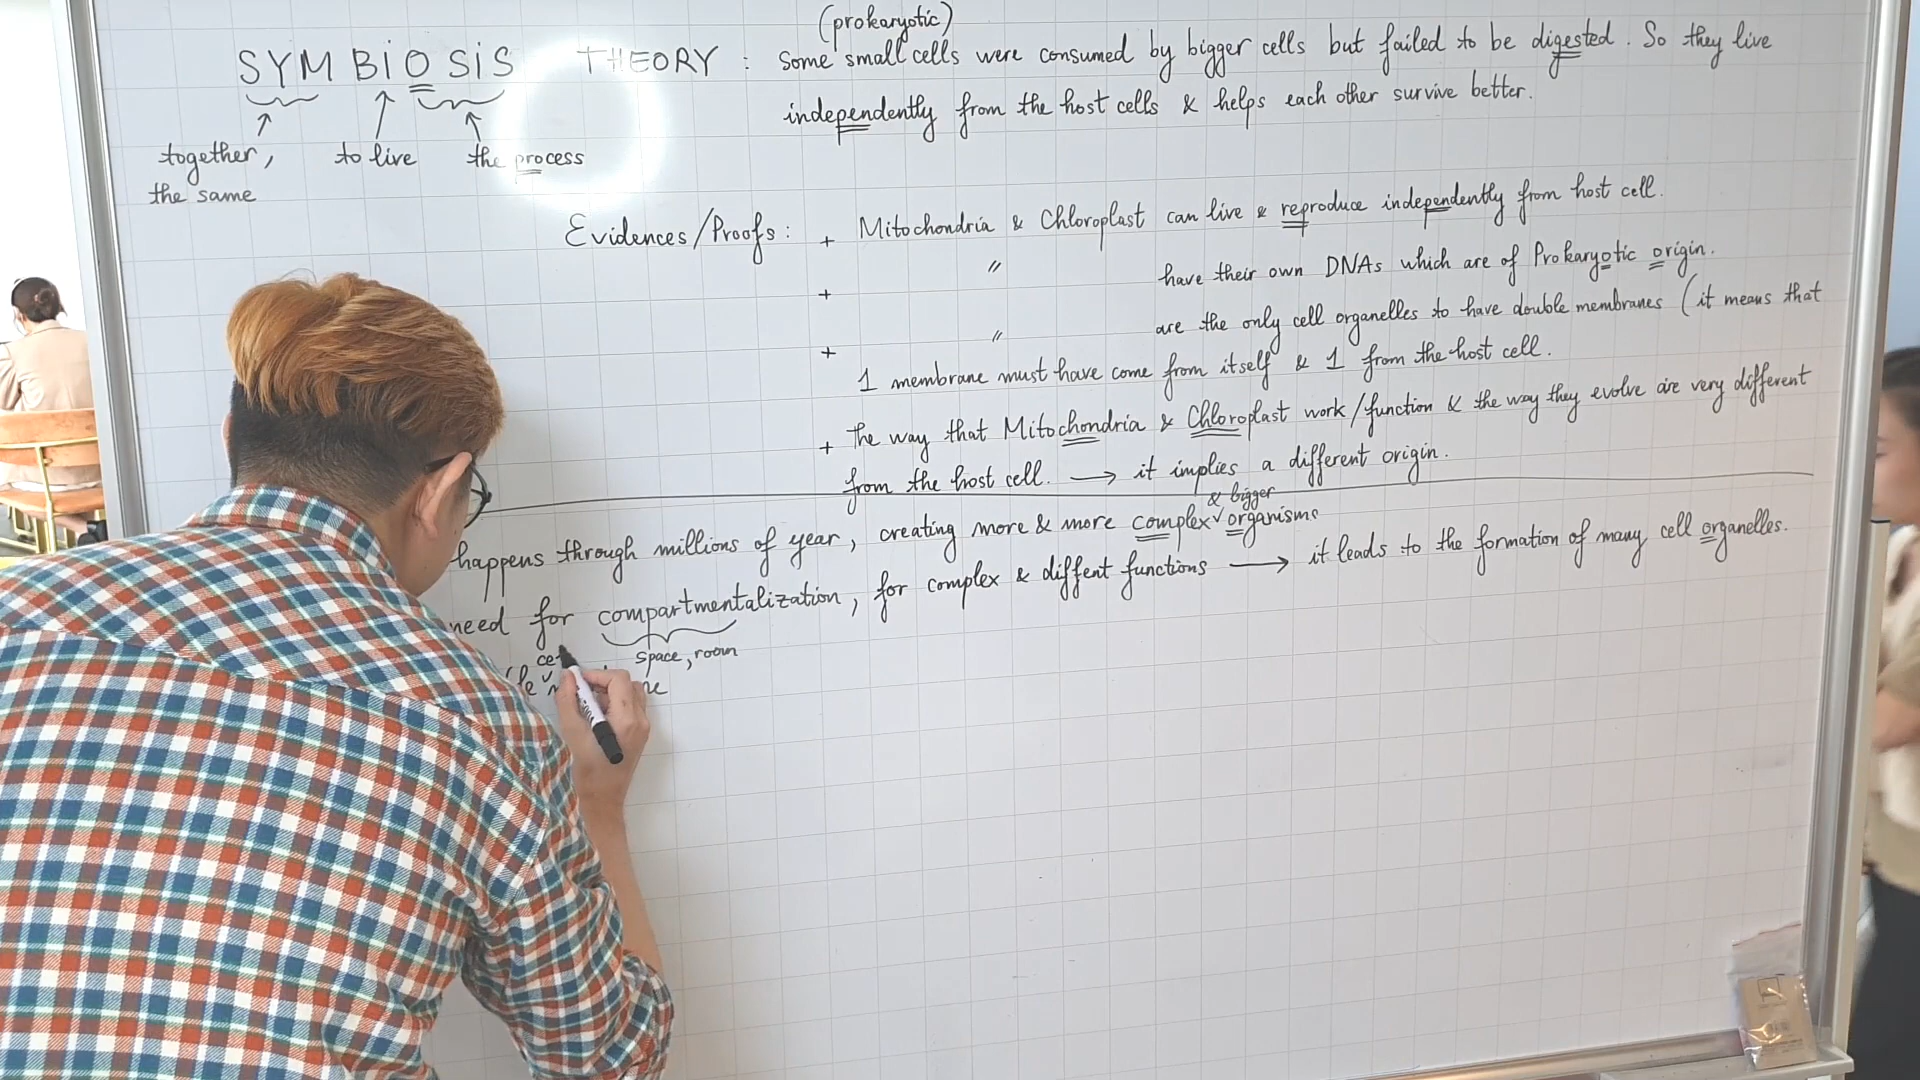 (prokaryotic)
SYMBiOSiS THEORY : Some small cells were consumed by bigger cells but failed to be digested. So they live
independently from the host cells & helps each other survive better.
together, to live the process
the same
Evidences/Proofs: + Mitochondria & Chloroplast can live & reproduce independently from host cell.
+ " have their own DNAs which are of Prokaryotic origin.
+ " are the only cell organelles to have double membranes (it means that
1 membrane must have come from itself & 1 from the host cell.
+ the way that Mitochondria & Chloroplast work/function & the way they evolve are very different
from the host cell. → it implies a different origin.
& bigger
happens through millions of year, creating more & more complex organisms
need for compartmentalization, for complex & diffent functions → it leads to the formation of many cell organelles.
space, room